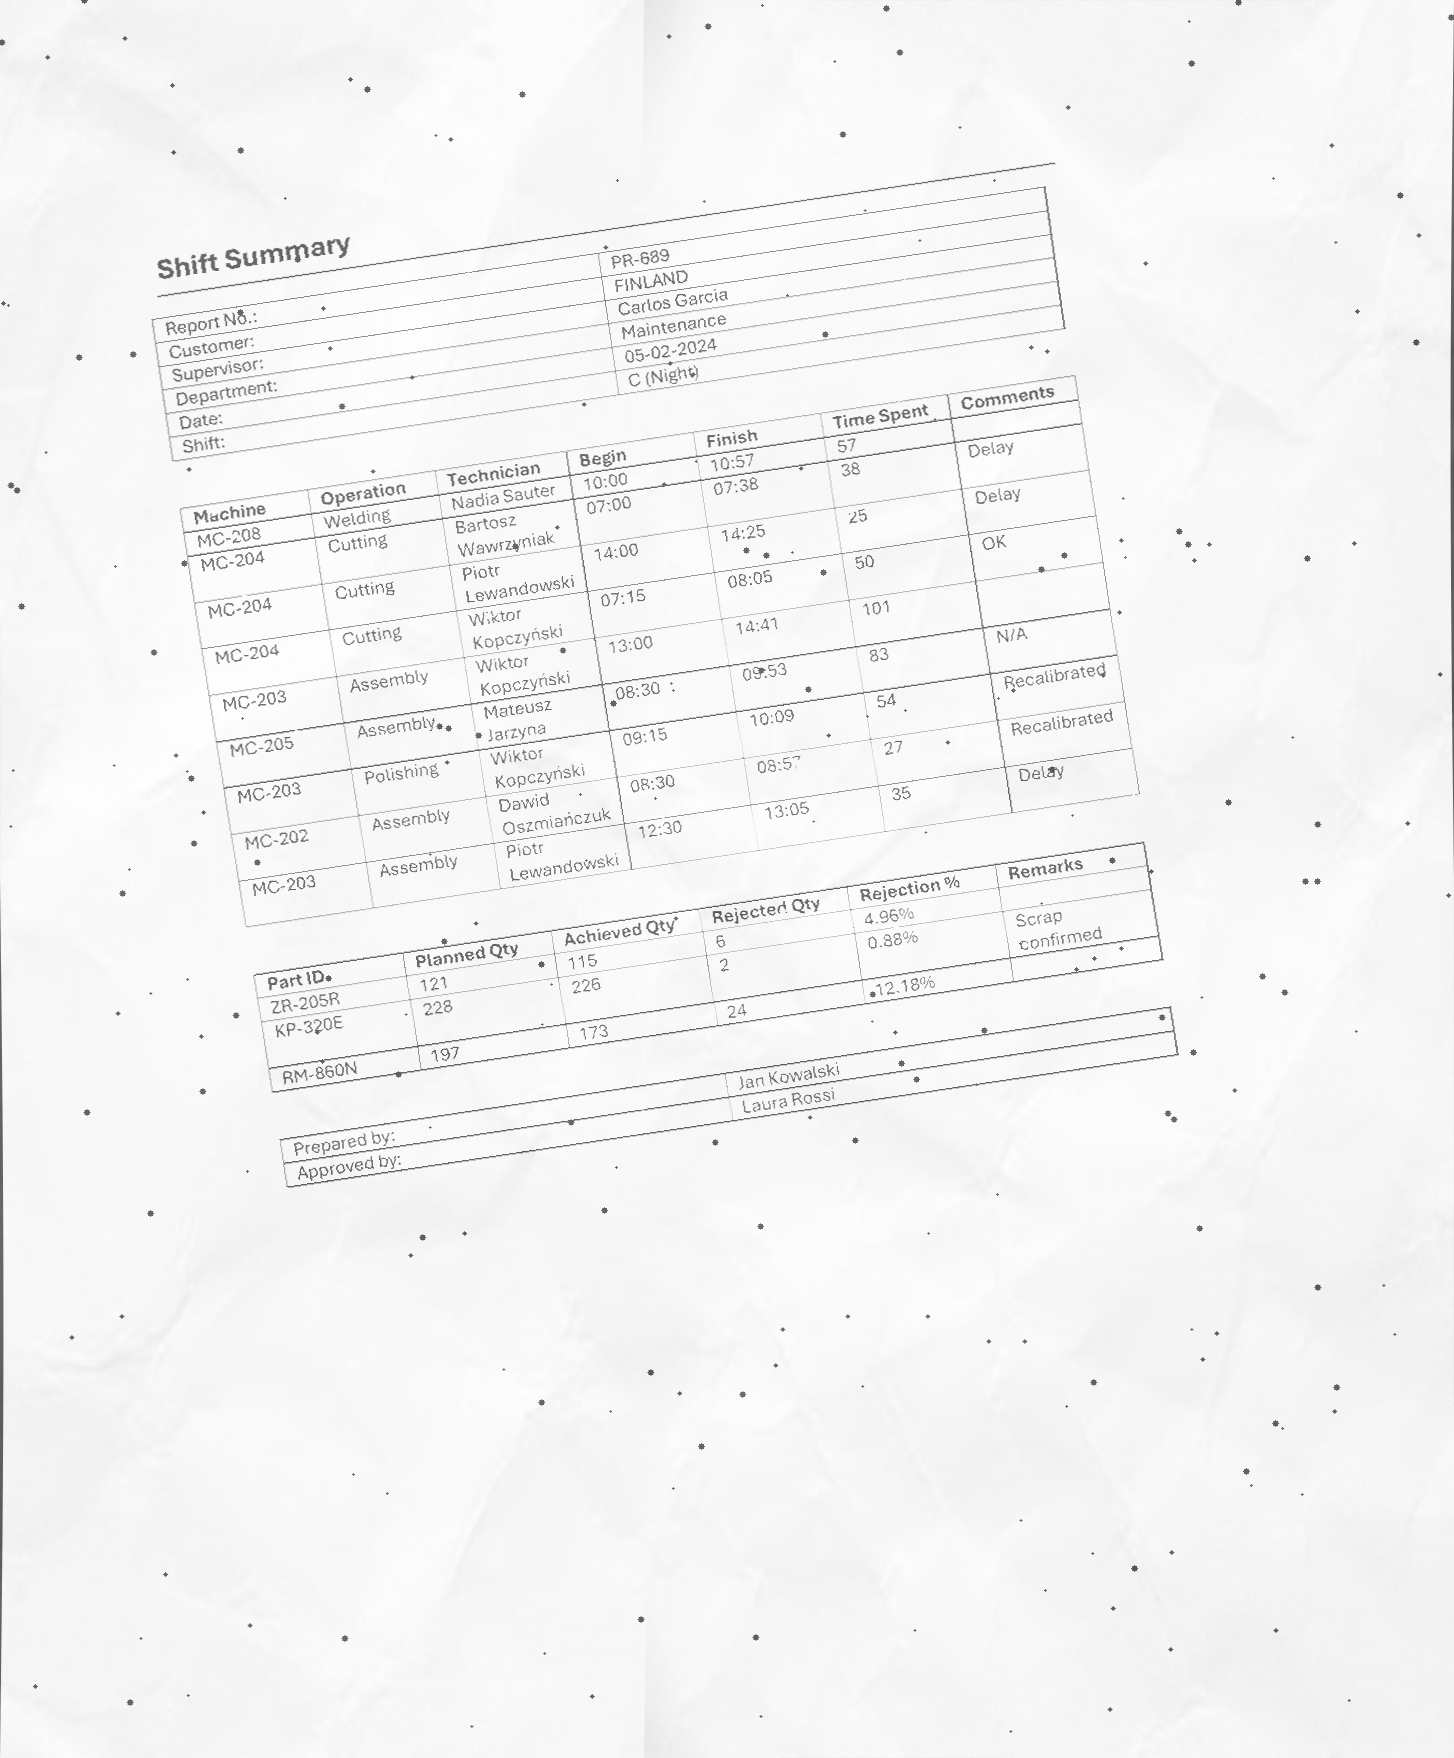 Shift Summary
Report No.: PR-689
Customer: FINLAND
Supervisor: Carlos Garcia
Department: Maintenance
Date: 05-02-2024
Shift: C (Night)
Machine Operation Technician Begin Finish Time Spent Comments
MC-208 Welding Nadia Sauter 10:00 10:57 57
MC-204 Cutting Bartosz Wawrzyniak 07:00 07:38 38 Delay
MC-204 Cutting Piotr Lewandowski 14:00 14:25 25 Delay
MC-204 Cutting Wiktor Kopczyński 07:15 08:05 50 OK
MC-203 Assembly Wiktor Kopczyński 13:00 14:41 101
MC-205 Assembly Mateusz Jarzyna 08:30 09:53 83 N/A
MC-203 Polishing Wiktor Kopczyński 09:15 10:09 54 Recalibrated
MC-202 Assembly Dawid Oszmiańczuk 08:30 08:57 27 Recalibrated
MC-203 Assembly Piotr Lewandowski 12:30 13:05 35 Delay
Part ID Planned Qty Achieved Qty Rejected Qty Rejection % Remarks
ZR-205R 121 115 6 4.96%
KP-320E 228 226 2 0.88% Scrap confirmed
RM-860N 197 173 24 12.18%
Prepared by: Jan Kowalski
Approved by: Laura Rossi